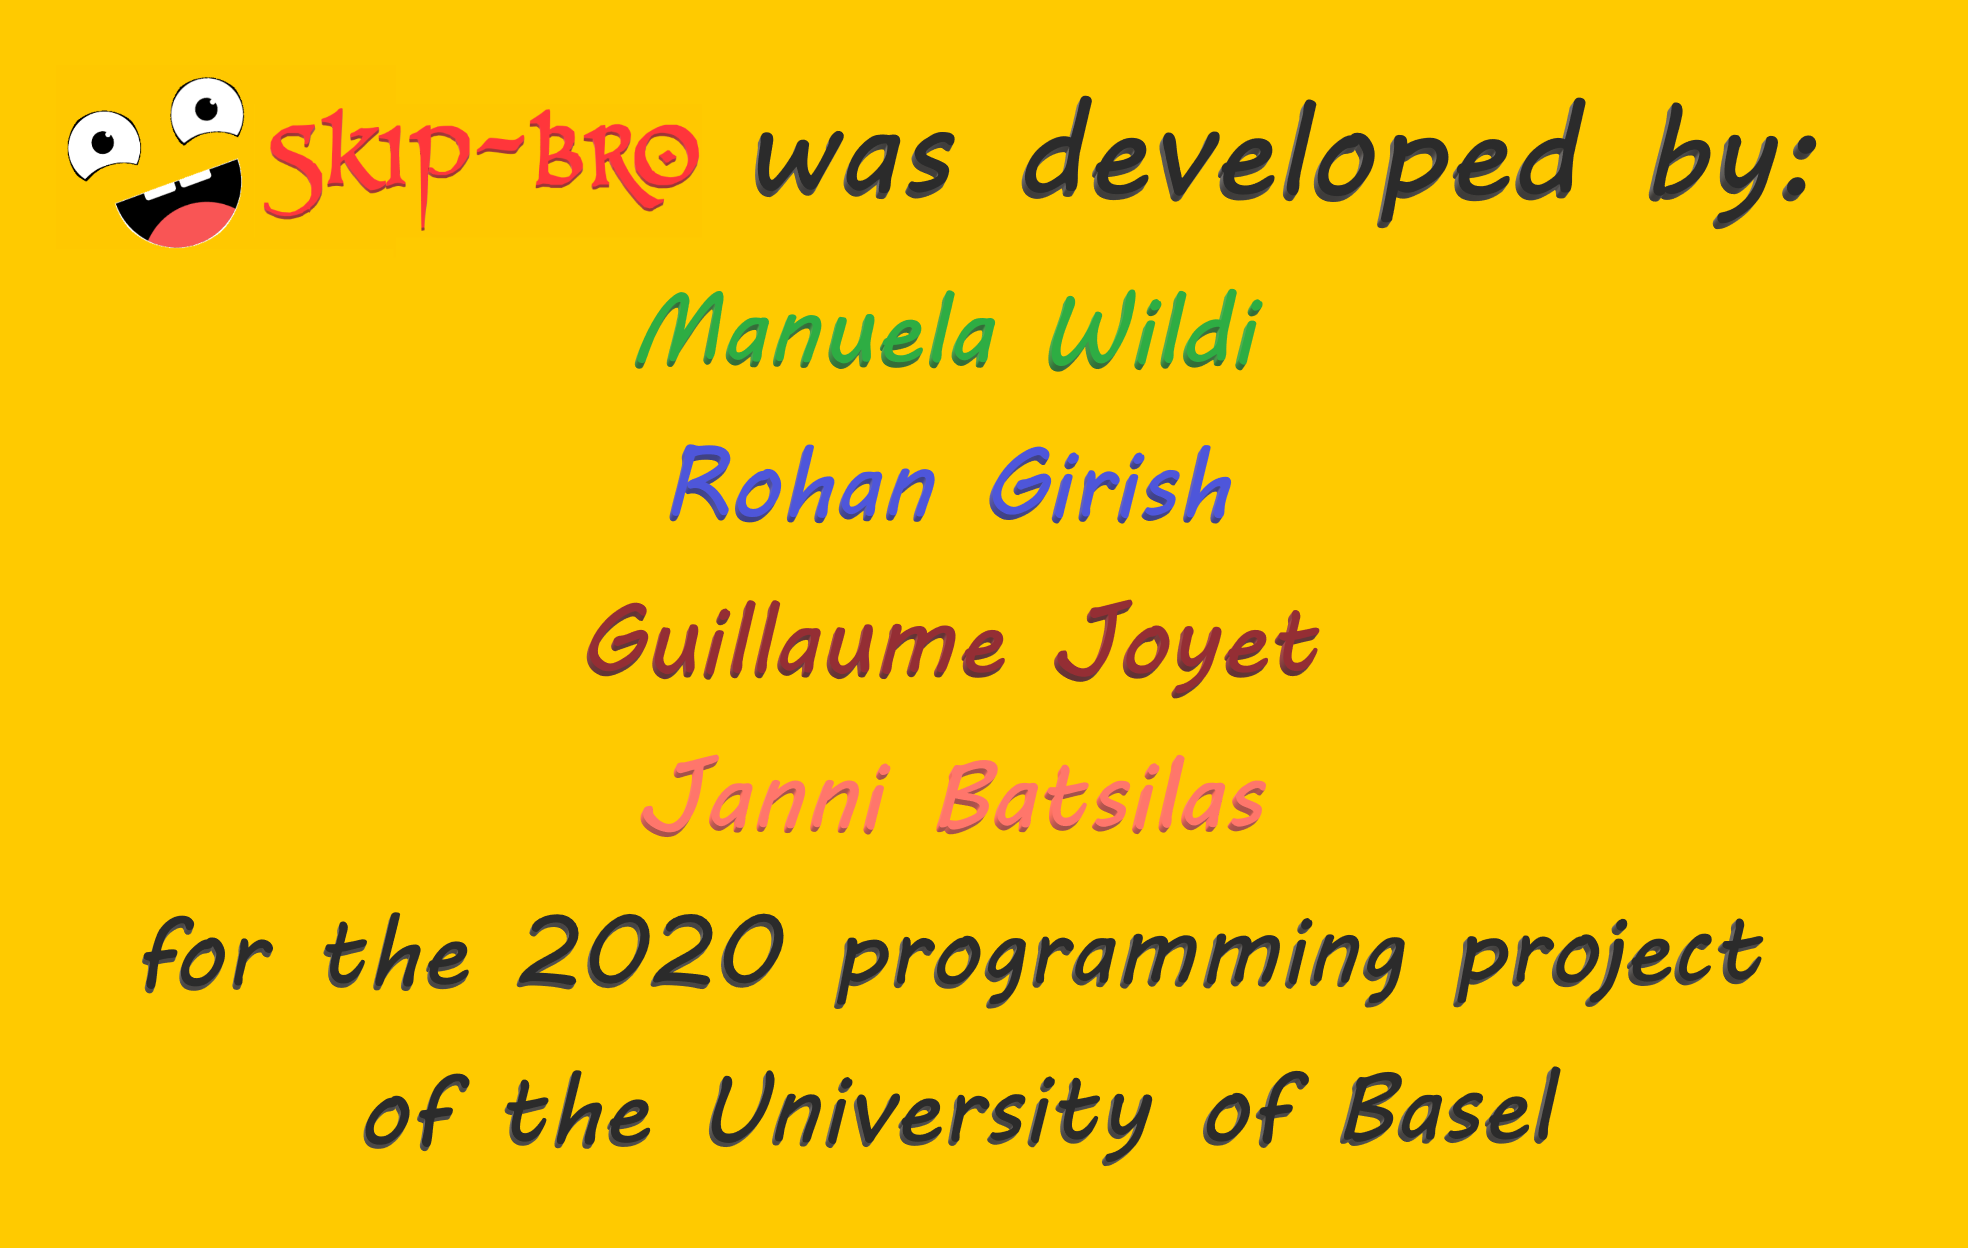 Skip-Bro was developed by:
Manuela Wildi
Rohan Girish
Guillaume Joyet
Janni Batsilas
for the 2020 programming project
of the University of Basel